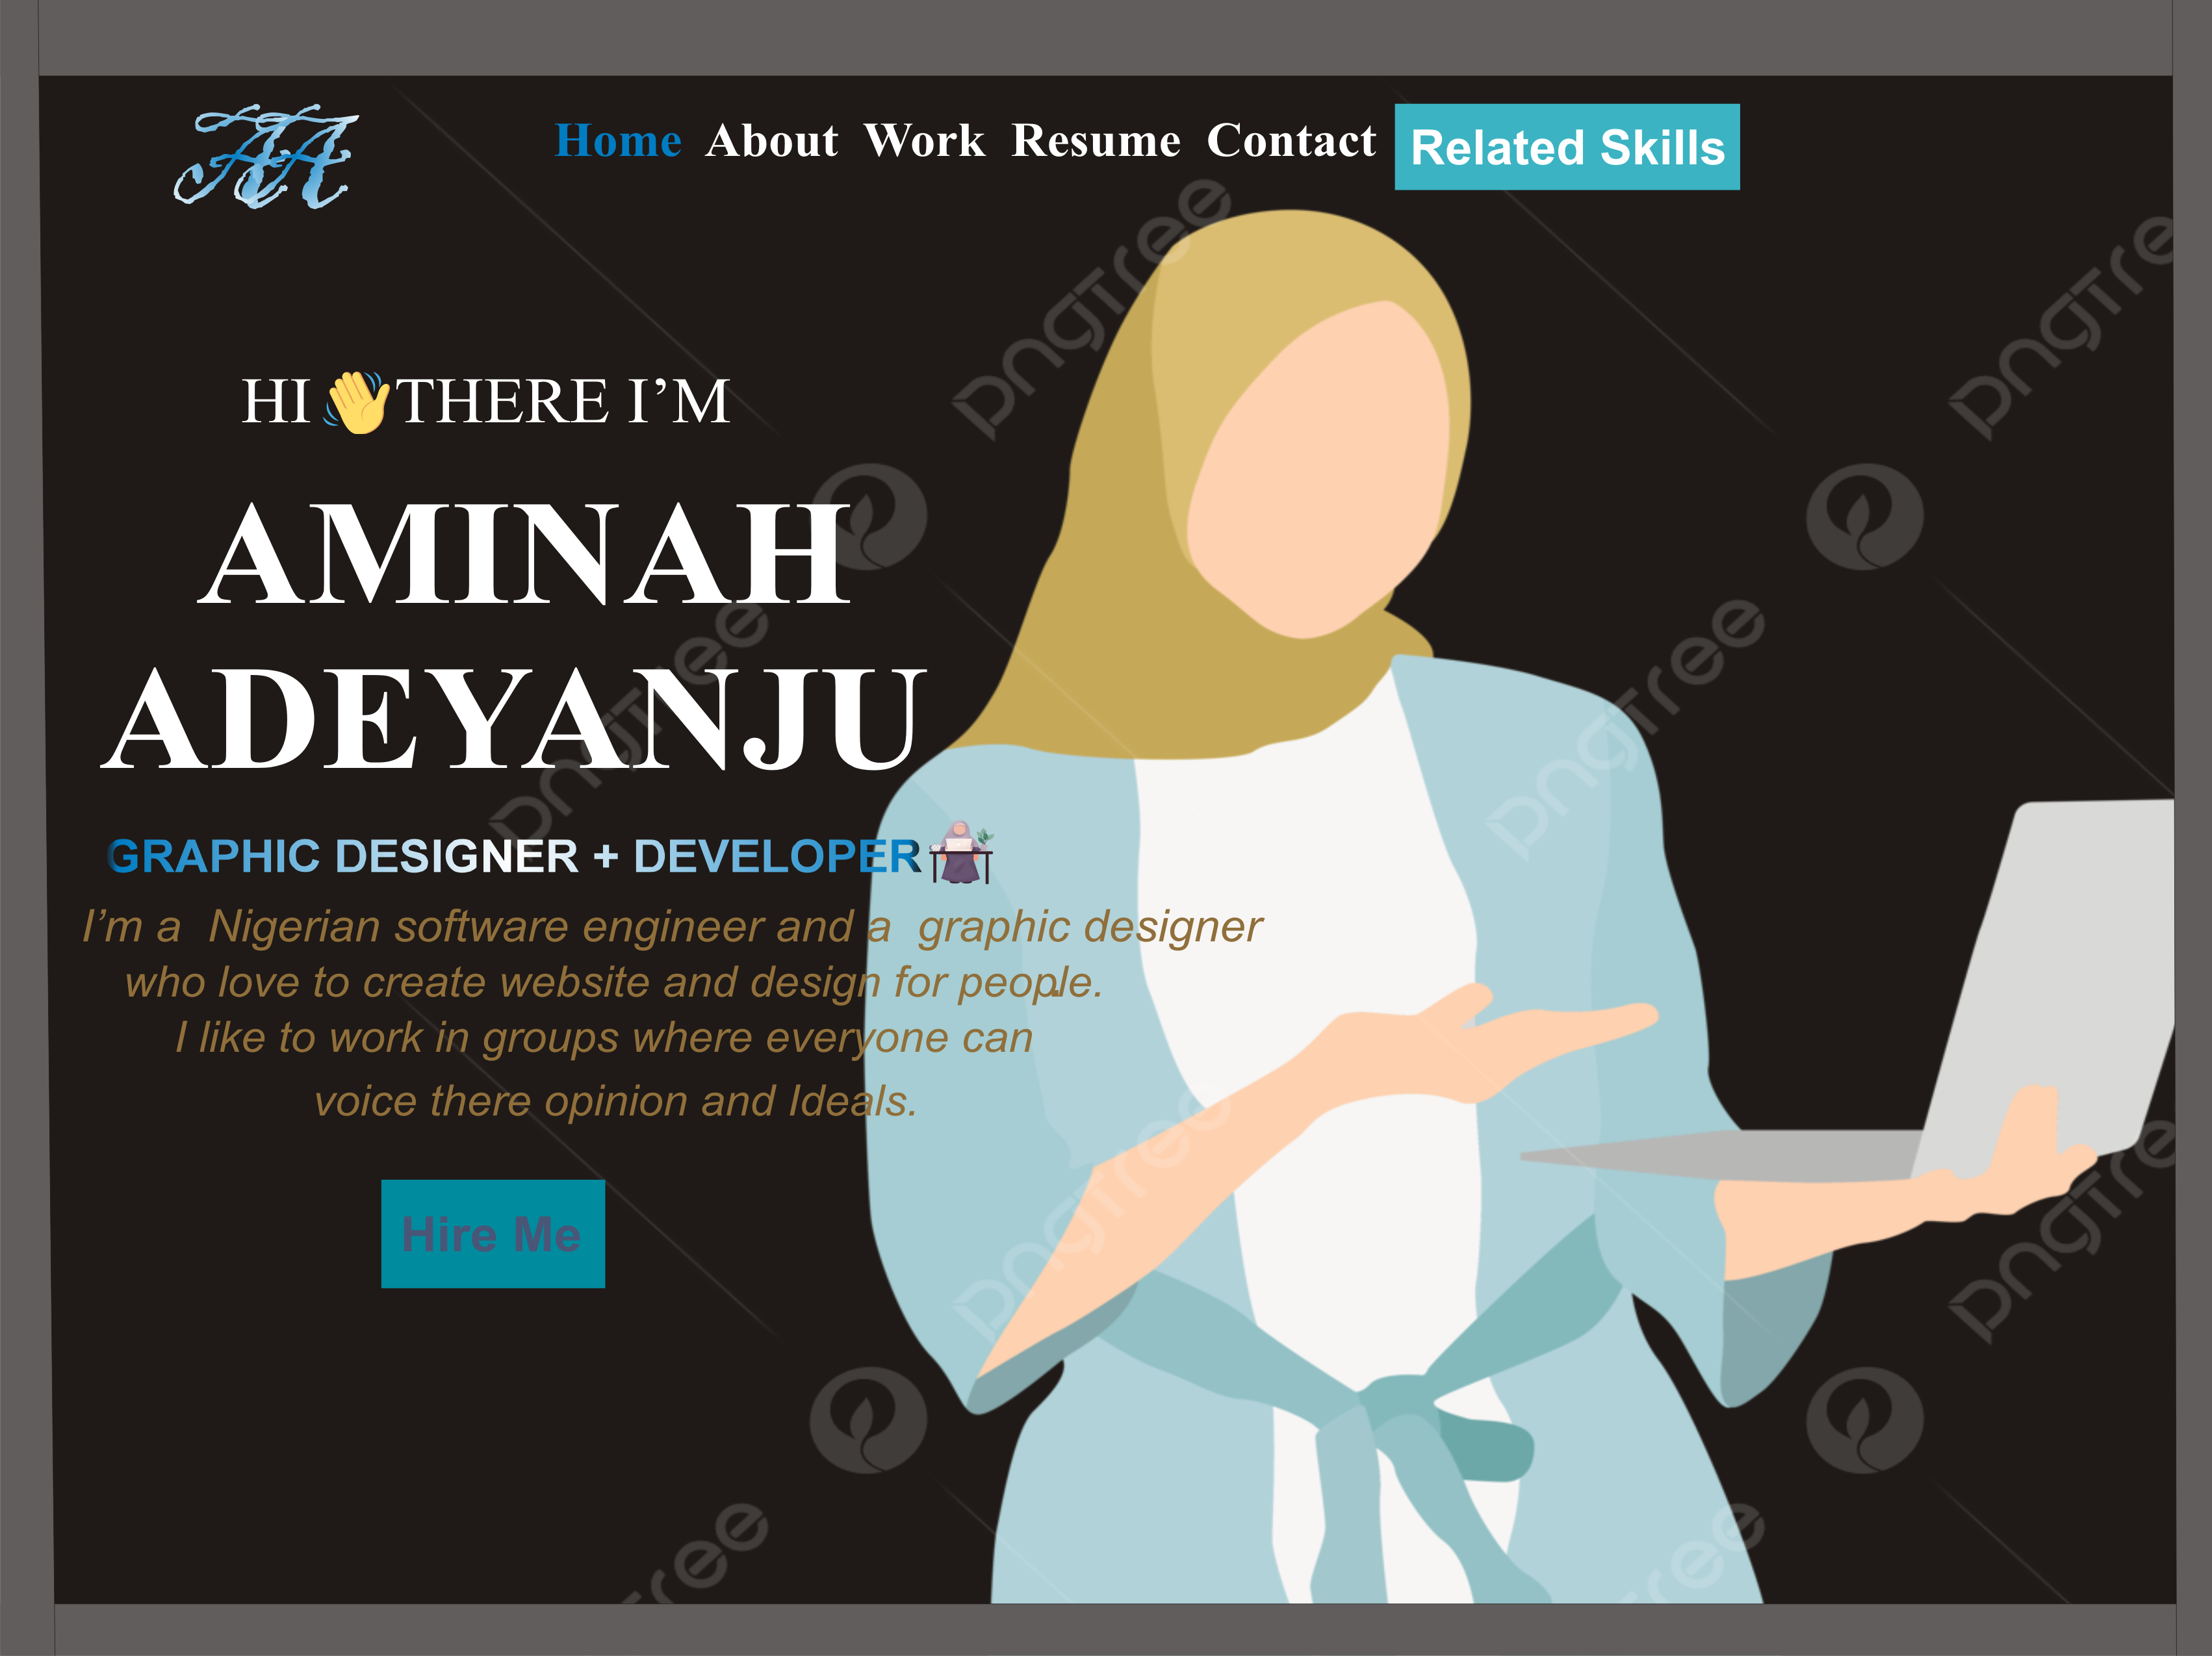 AA
Home About Work Resume Contact Related Skills
HI 👋 THERE I’M
AMINAH
ADEYANJU
GRAPHIC DESIGNER + DEVELOPER
I’m a Nigerian software engineer and a graphic designer
who love to create website and design for people.
I like to work in groups where everyone can
voice there opinion and Ideals.
Hire Me
pngtree
pngtree
pngtree
pngtree
pngtree
pngtree
tree
tree